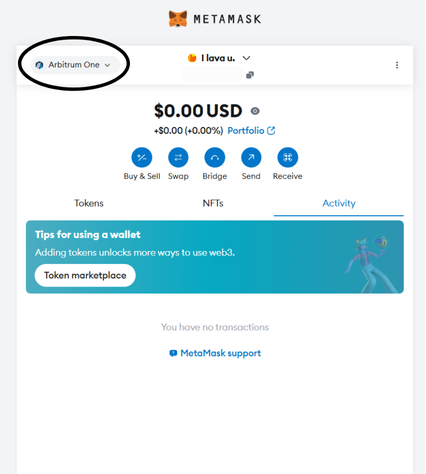 METAMASK
Arbitrum One
I lava u.
$0.00 USD
+$0.00 (+0.00%) Portfolio
Buy & Sell Swap Bridge Send Receive
Tokens NFTs Activity
Tips for using a wallet
Adding tokens unlocks more ways to use web3.
Token marketplace
You have no transactions
MetaMask support